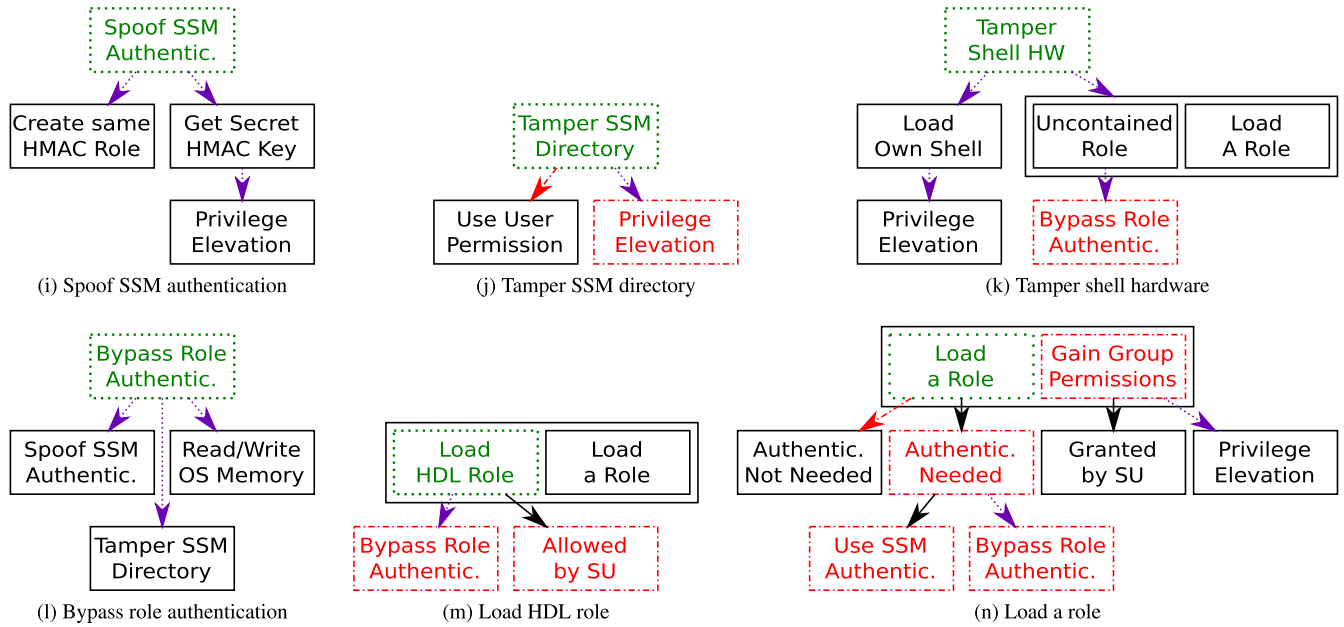 Spoof SSM
Authentic.
Create same
HMAC Role
Get Secret
HMAC Key
Privilege
Elevation
(i) Spoof SSM authentication
Tamper SSM
Directory
Use User
Permission
Privilege
Elevation
(j) Tamper SSM directory
Tamper
Shell HW
Load
Own Shell
Uncontained
Role
Load
A Role
Privilege
Elevation
Bypass Role
Authentic.
(k) Tamper shell hardware
Bypass Role
Authentic.
Spoof SSM
Authentic.
Read/Write
OS Memory
Tamper SSM
Directory
(l) Bypass role authentication
Load
HDL Role
Load
a Role
Bypass Role
Authentic.
Allowed
by SU
(m) Load HDL role
Load
a Role
Gain Group
Permissions
Authentic.
Not Needed
Authentic.
Needed
Granted
by SU
Privilege
Elevation
Use SSM
Authentic.
Bypass Role
Authentic.
(n) Load a role